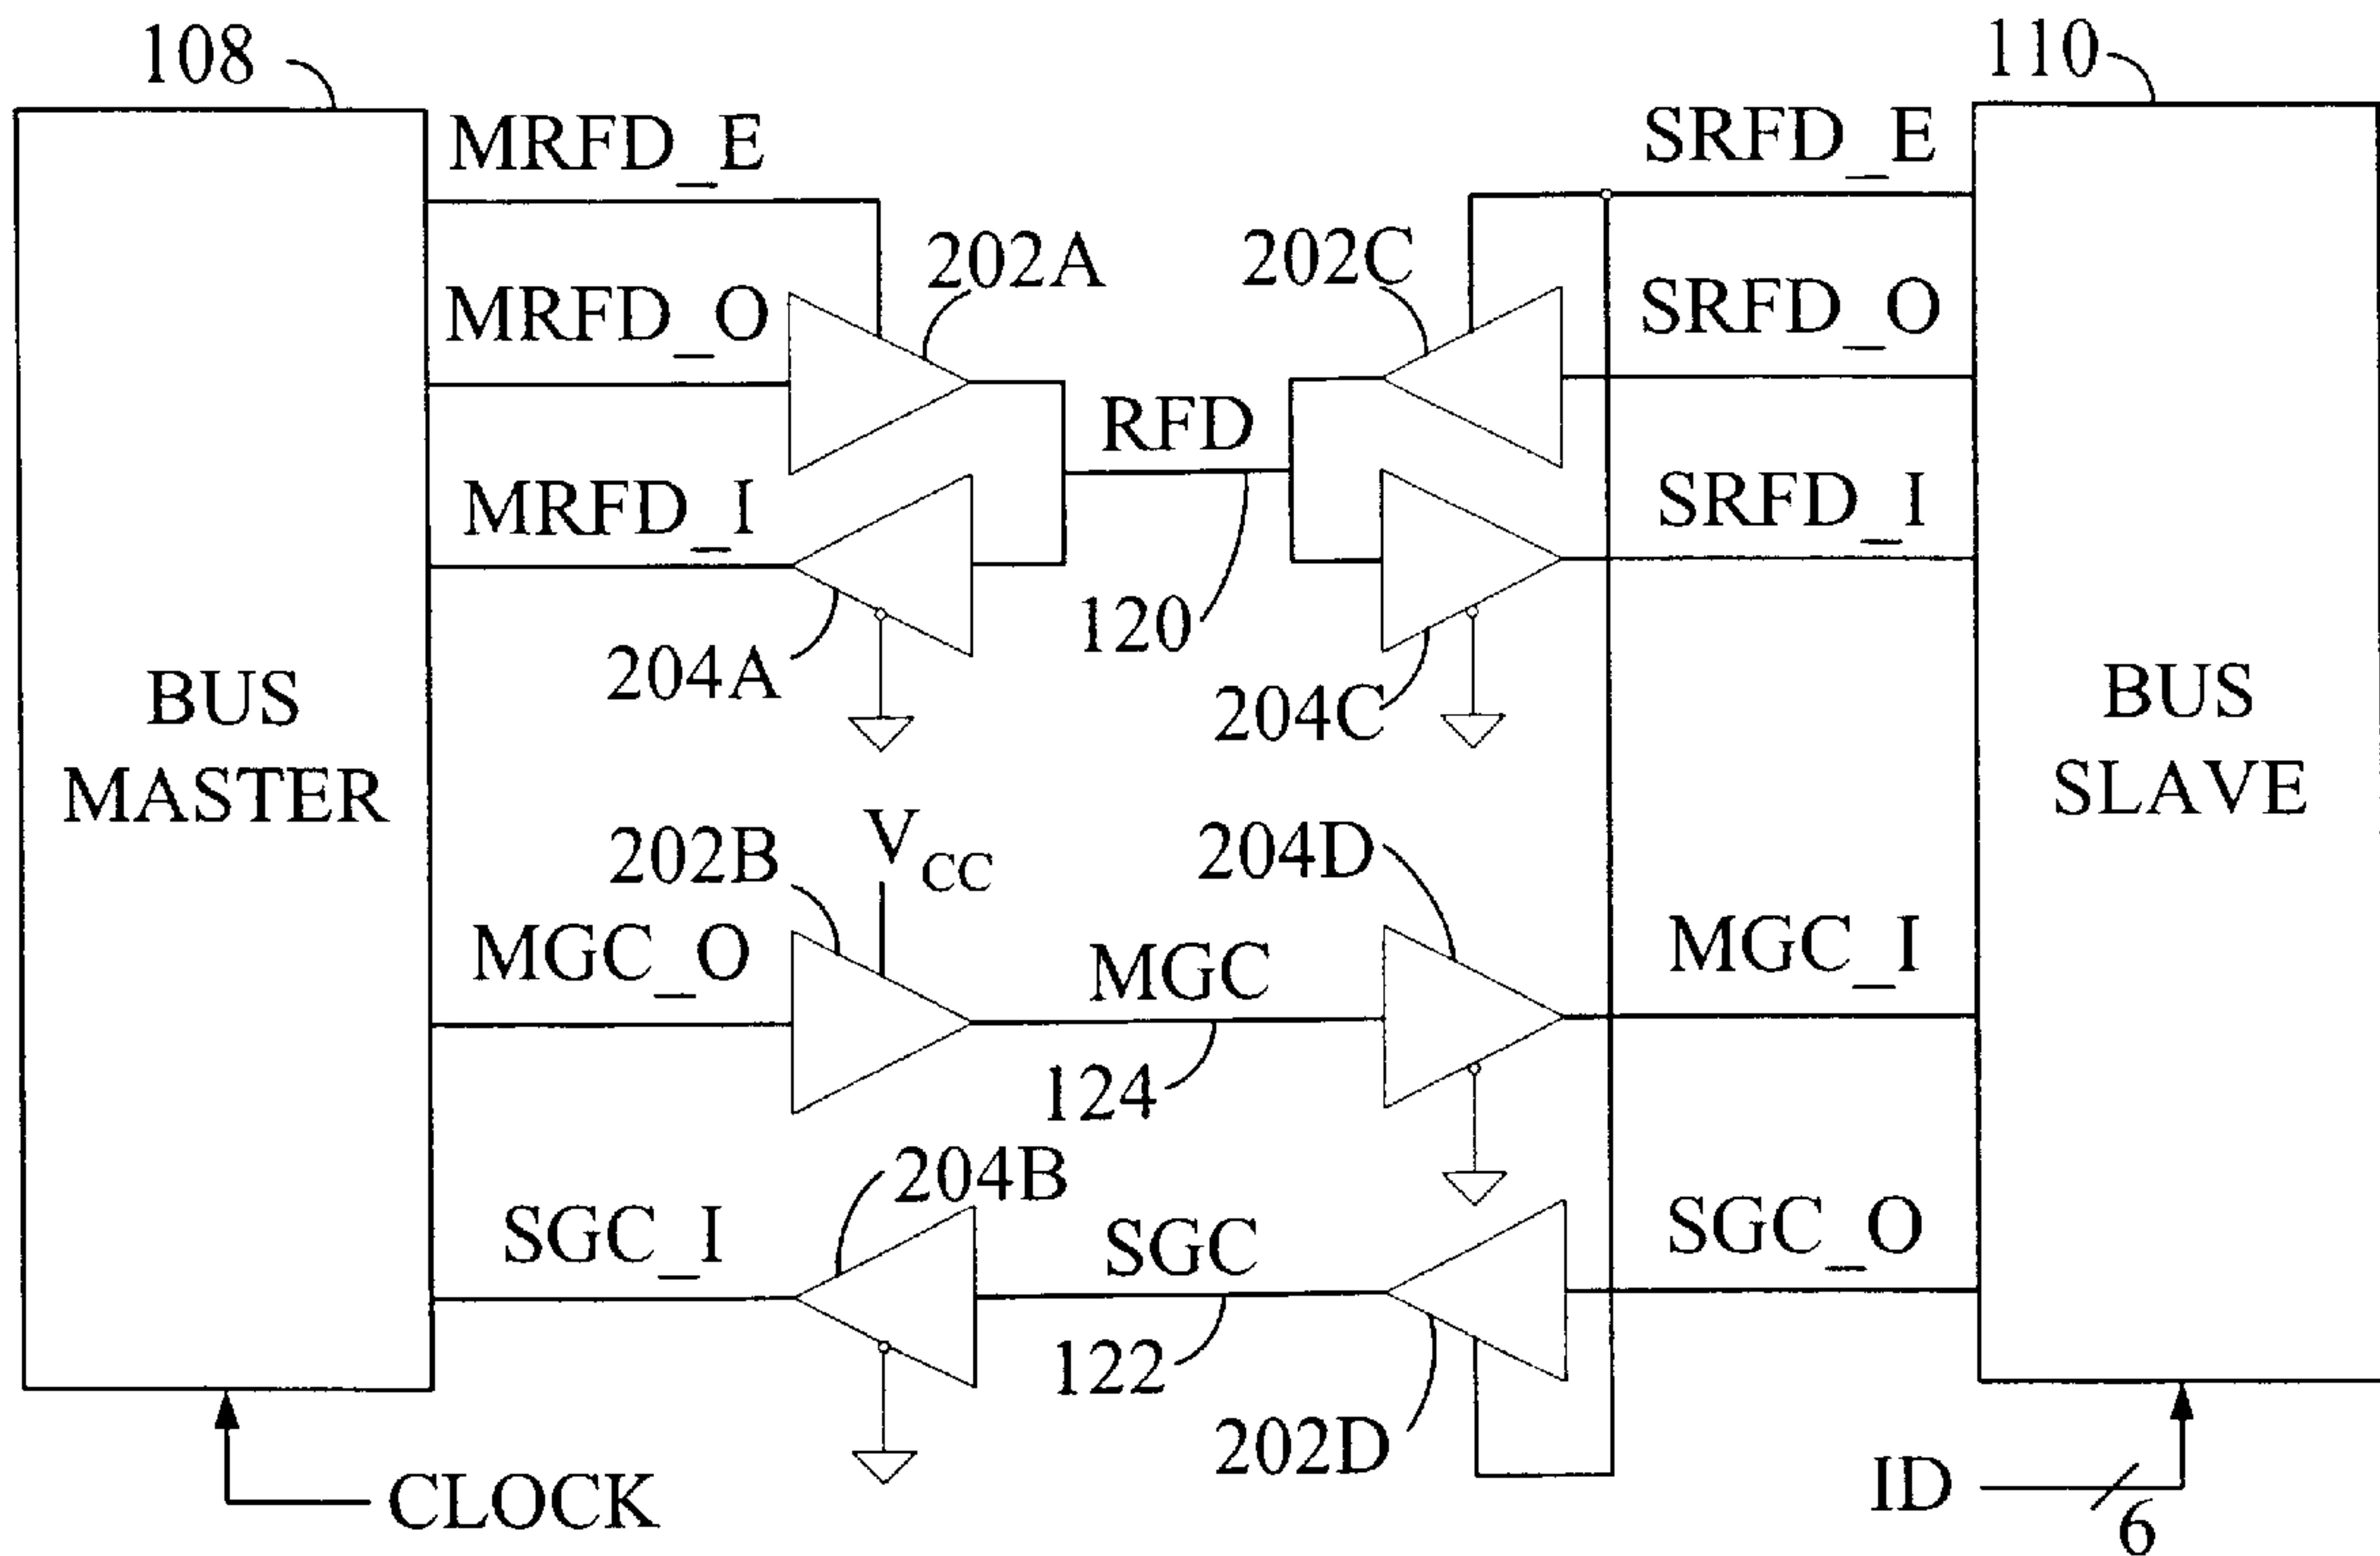 108
110
MRFD_E
SRFD_E
202A
202C
MRFD_O
SRFD_O
RFD
MRFD_I
SRFD_I
120
204A
204C
BUS
MASTER
BUS
SLAVE
202B
VCC
204D
MGC_O
MGC
MGC_I
124
204B
SGC_I
SGC
SGC_O
122
202D
CLOCK
ID
6